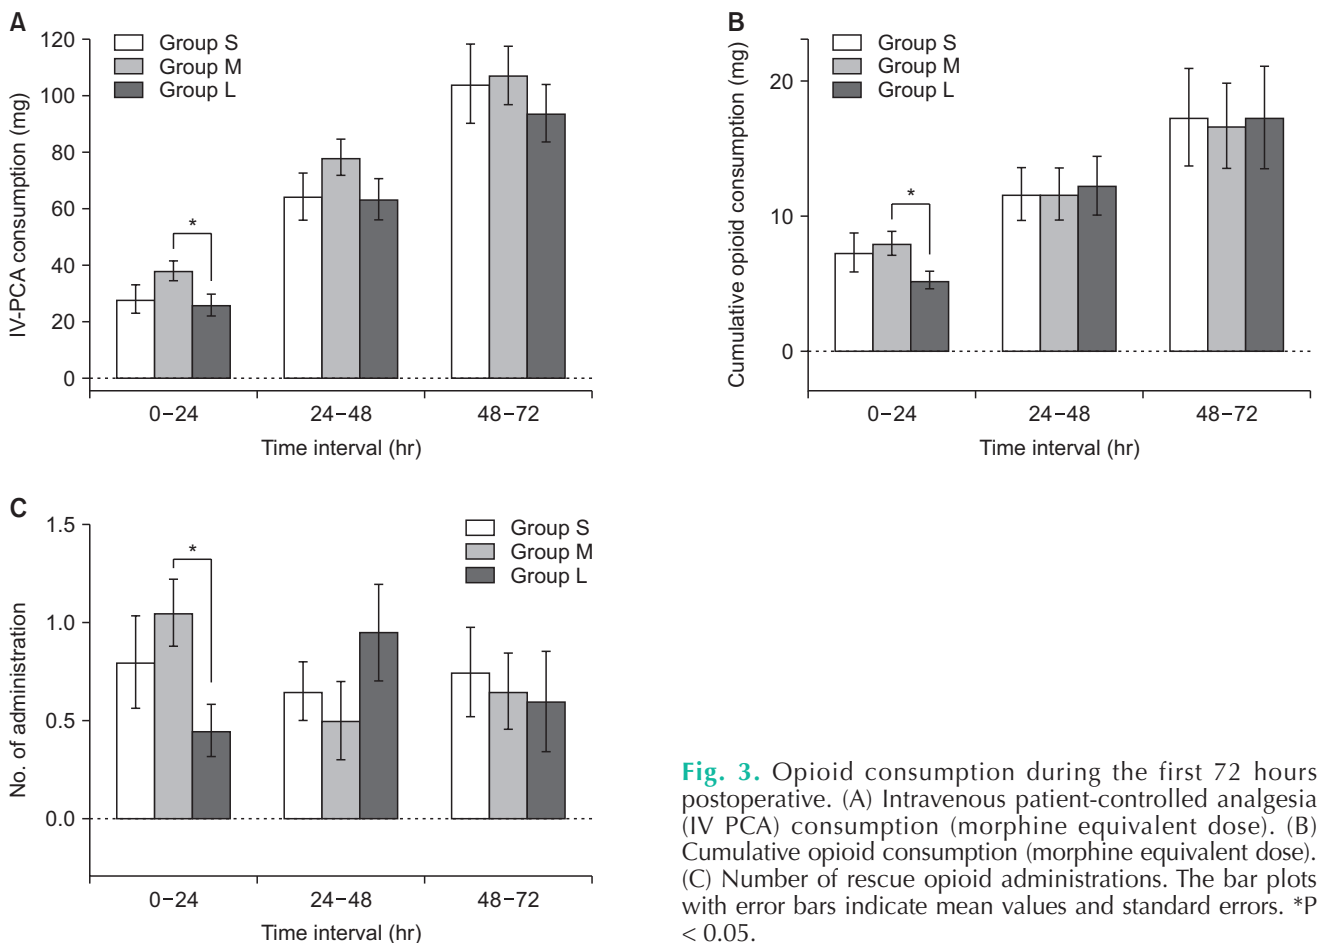 A
120
100
80
60
40
20
0
IV-PCA consumption (mg)
Group S
Group M
Group L
*
0−24
24−48
48−72
Time interval (hr)
B
20
10
0
Cumulative opioid consumption (mg)
Group S
Group M
Group L
*
0−24
24−48
48−72
Time interval (hr)
C
1.5
1.0
0.5
0.0
No. of administration
Group S
Group M
Group L
*
0−24
24−48
48−72
Time interval (hr)
Fig. 3. Opioid consumption during the first 72 hours
postoperative. (A) Intravenous patient-controlled analgesia
(IV PCA) consumption (morphine equivalent dose). (B)
Cumulative opioid consumption (morphine equivalent dose).
(C) Number of rescue opioid administrations. The bar plots
with error bars indicate mean values and standard errors. *P
< 0.05.